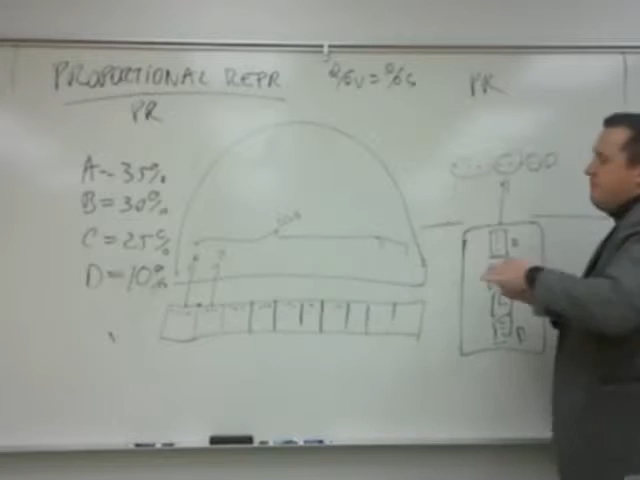 PROPORTIONAL REPR
%v = %s
PR
PR
A - 35%
B = 30%
C = 25%
D = 10%
D